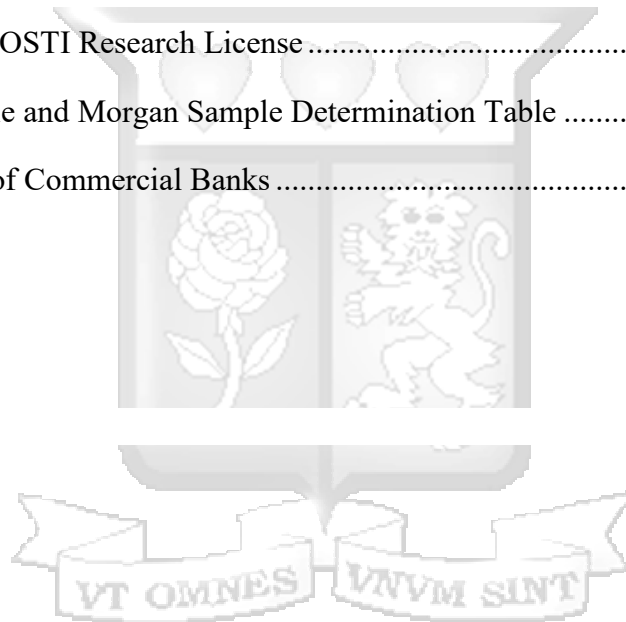 OSTI Research License ........................................
e and Morgan Sample Determination Table ........
of Commercial Banks ............................................
VT OMNES VNVM SINT